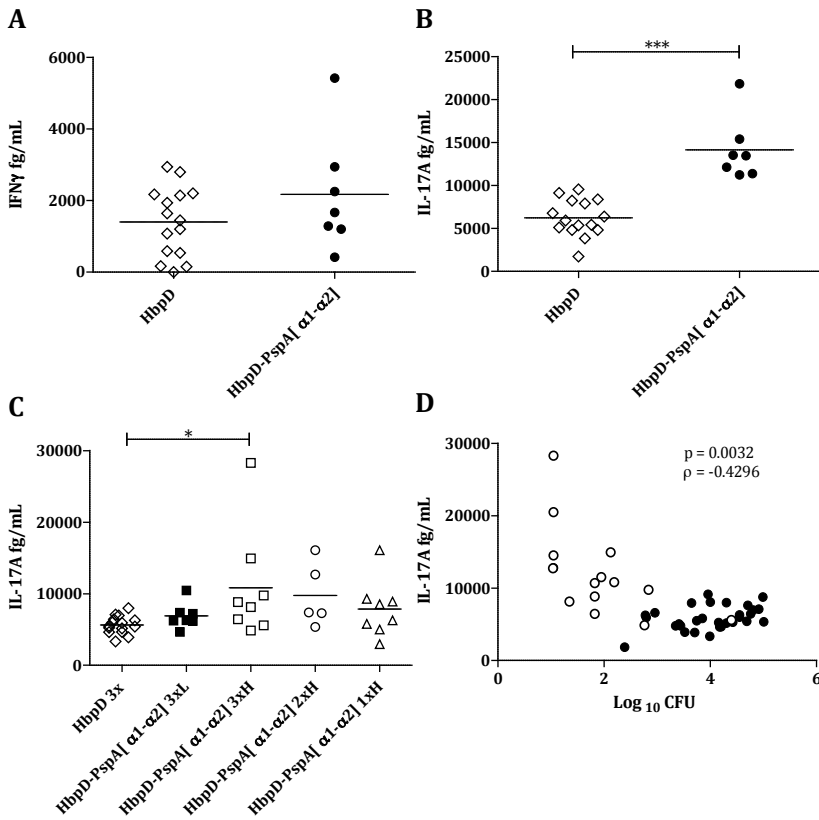 A
IFNγ fg/mL
6000
4000
2000
0
HbpD
HbpD-PspA[ α1-α2]
B
***
IL-17A fg/mL
25000
20000
15000
10000
5000
0
HbpD
HbpD-PspA[ α1-α2]
C
*
IL-17A fg/mL
30000
20000
10000
0
HbpD 3x
HbpD-PspA[ α1-α2] 3xL
HbpD-PspA[ α1-α2] 3xH
HbpD-PspA[ α1-α2] 2xH
HbpD-PspA[ α1-α2] 1xH
D
p = 0.0032
ρ = -0.4296
IL-17A fg/mL
30000
20000
10000
0
0 2 4 6
Log 10 CFU